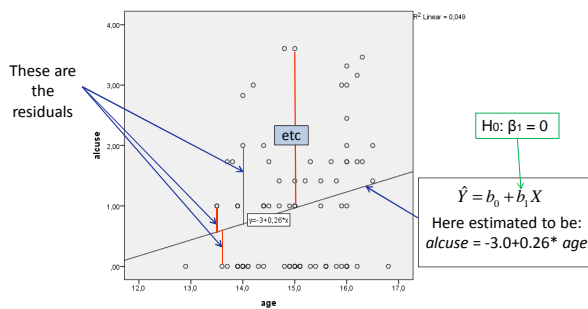 R² Linear = 0,049
These are
the
residuals
alcuse
4,00
3,00
2,00
1,00
,00
etc
y=-3+0,26*x
12,0 13,0 14,0 15,0 16,0 17,0
age
H0: β1 = 0
Ŷ = b₀ + b₁X
Here estimated to be:
alcuse = -3.0+0.26* age